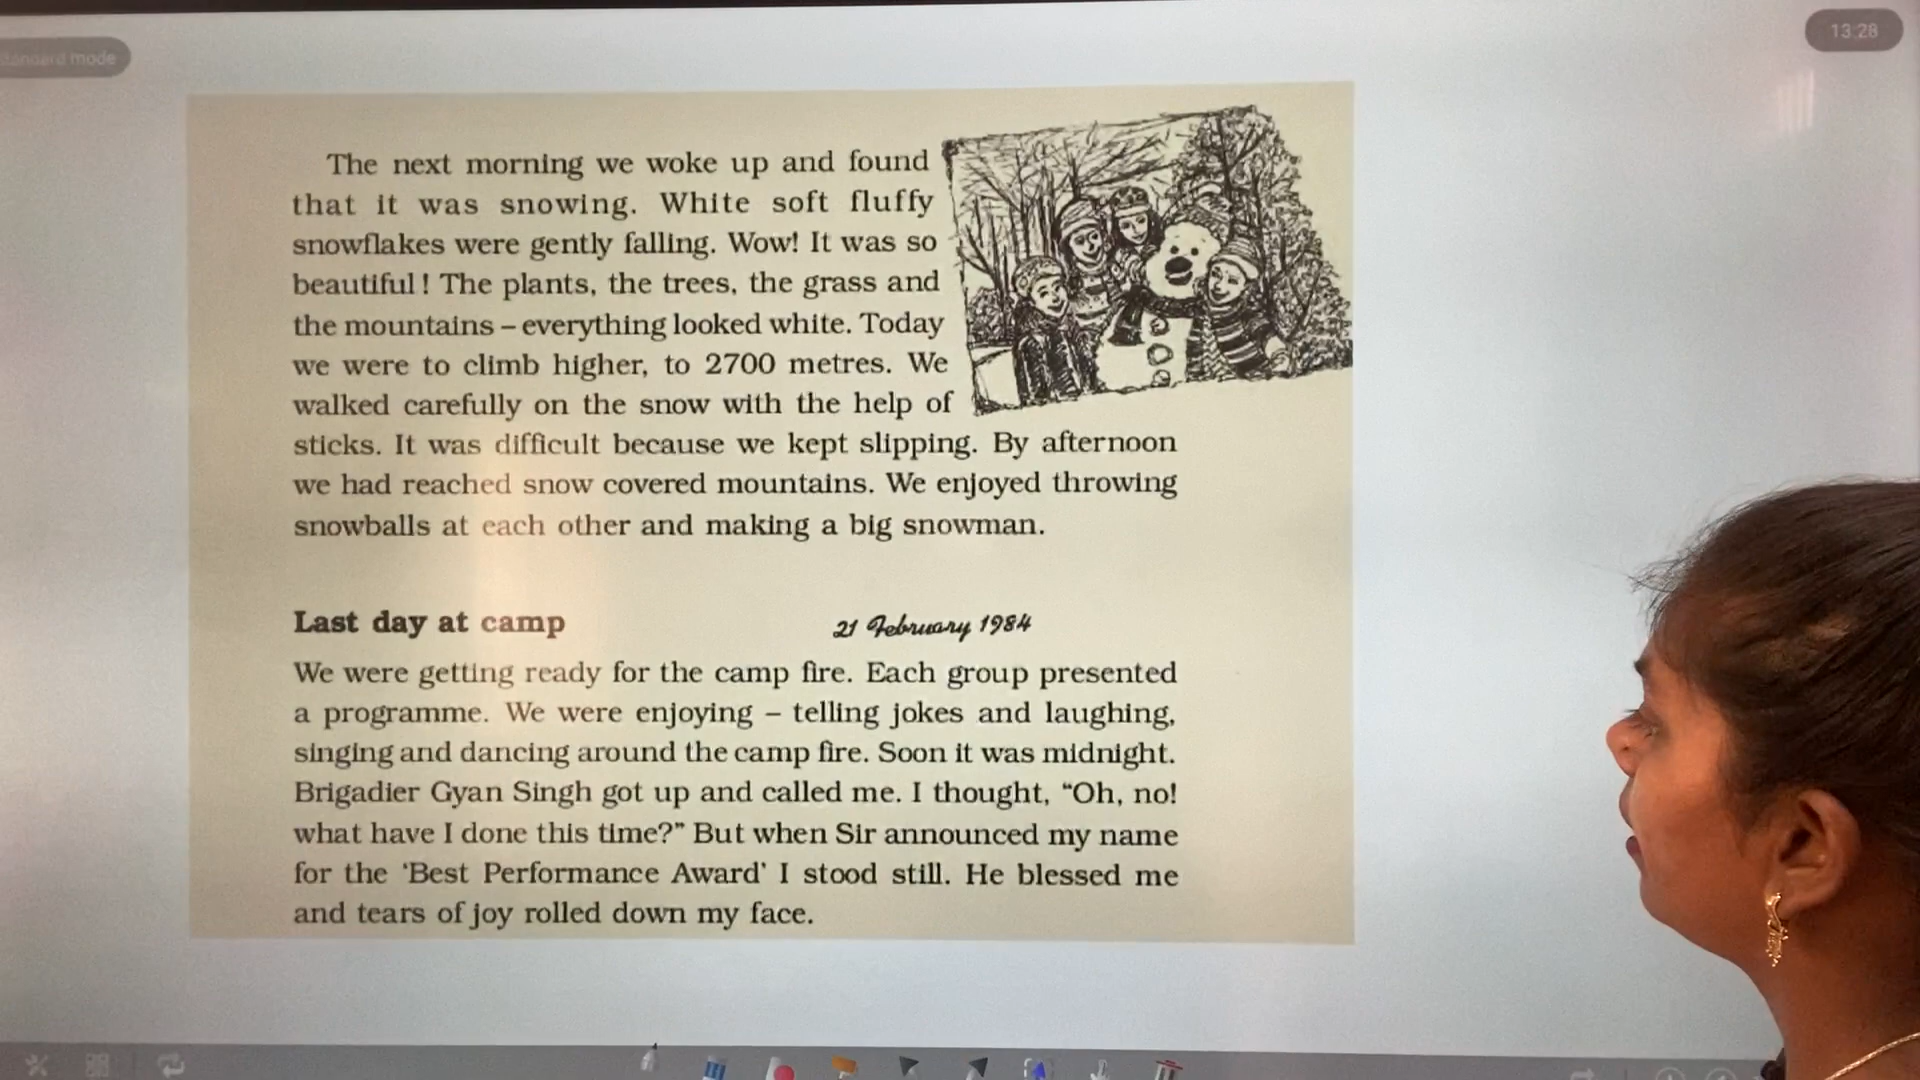 standard mode
13:28
The next morning we woke up and found
that it was snowing. White soft fluffy
snowflakes were gently falling. Wow! It was so
beautiful! The plants, the trees, the grass and
the mountains – everything looked white. Today
we were to climb higher, to 2700 metres. We
walked carefully on the snow with the help of
sticks. It was difficult because we kept slipping. By afternoon
we had reached snow covered mountains. We enjoyed throwing
snowballs at each other and making a big snowman.
Last day at camp
21 February 1984
We were getting ready for the camp fire. Each group presented
a programme. We were enjoying – telling jokes and laughing,
singing and dancing around the camp fire. Soon it was midnight.
Brigadier Gyan Singh got up and called me. I thought, “Oh, no!
what have I done this time?” But when Sir announced my name
for the ‘Best Performance Award’ I stood still. He blessed me
and tears of joy rolled down my face.